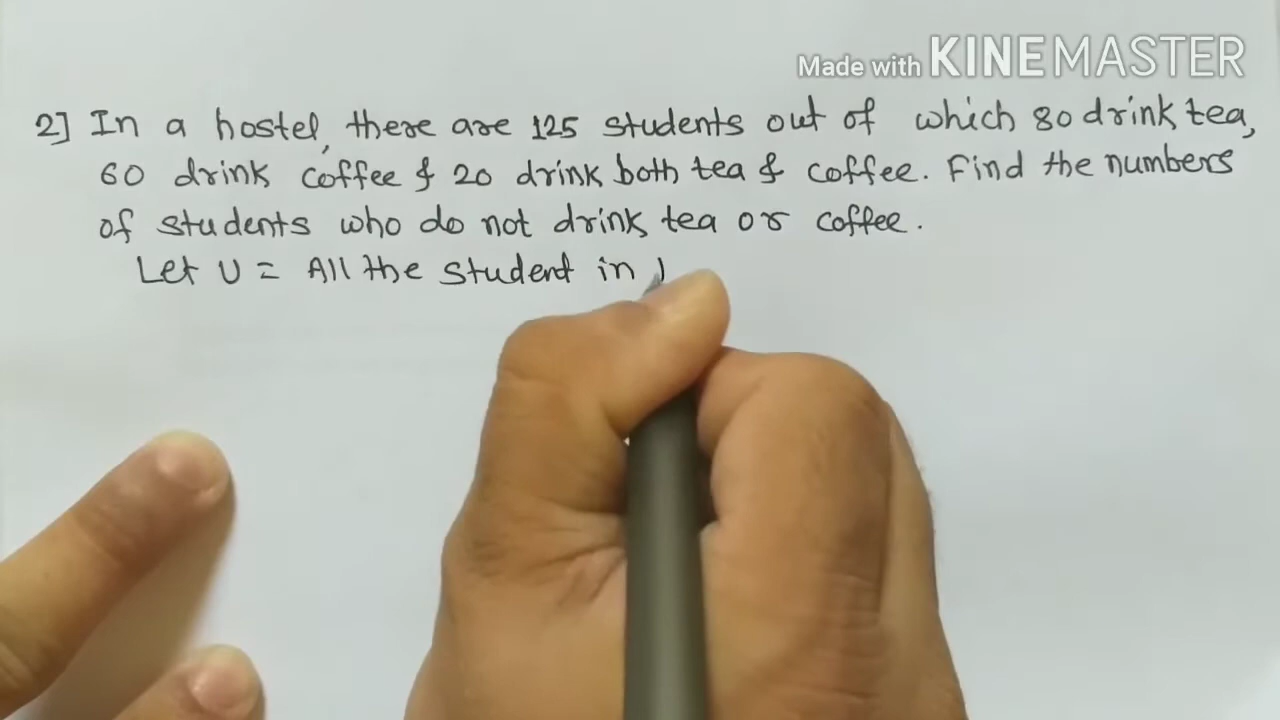 Made with KINEMASTER
2] In a hostel, there are 125 students out of which 80 drink tea,
60 drink coffee & 20 drink both tea & coffee. Find the numbers
of students who do not drink tea or coffee.
Let U = All the student in